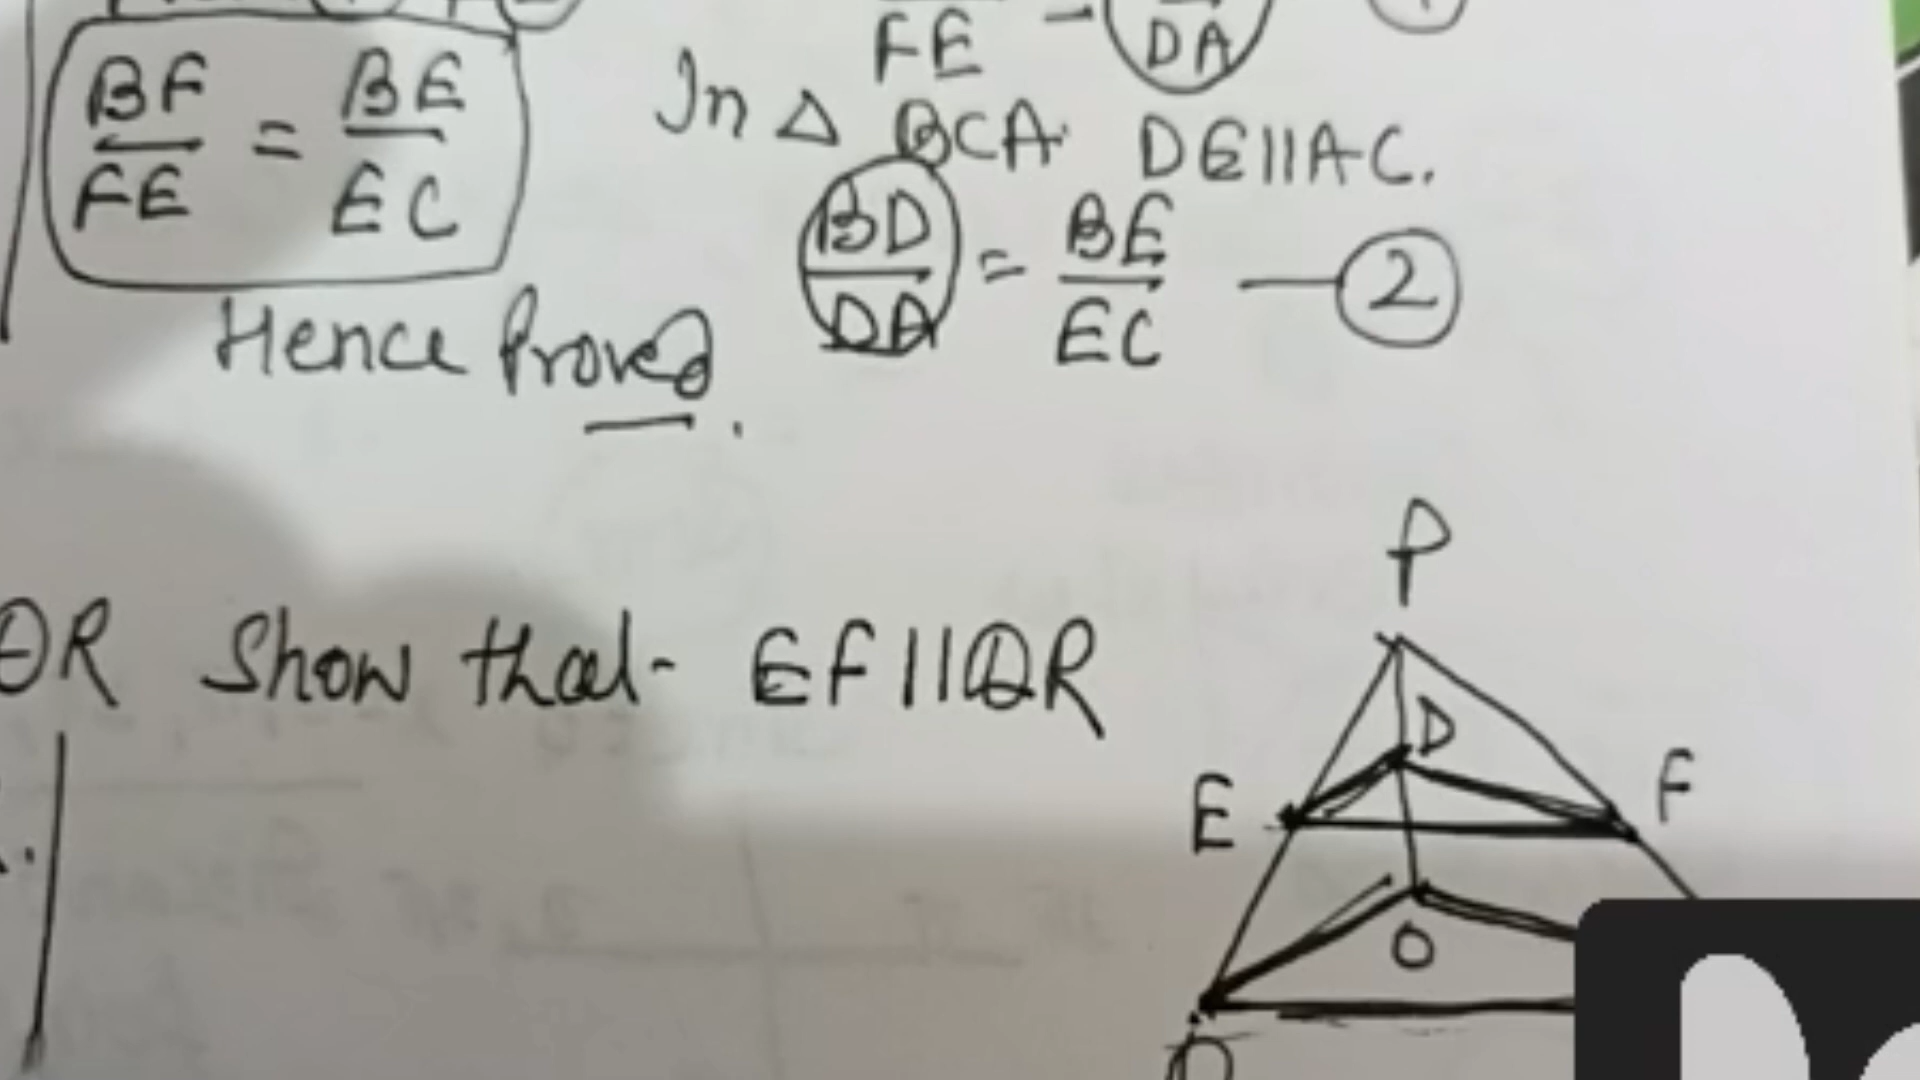 BF/FE = BE/EC
Hence Proved.
FE = DA
In △ BCA DE||AC.
BD/DA = BE/EC —②
OR Show that EF||QR
P
D
E
F
O